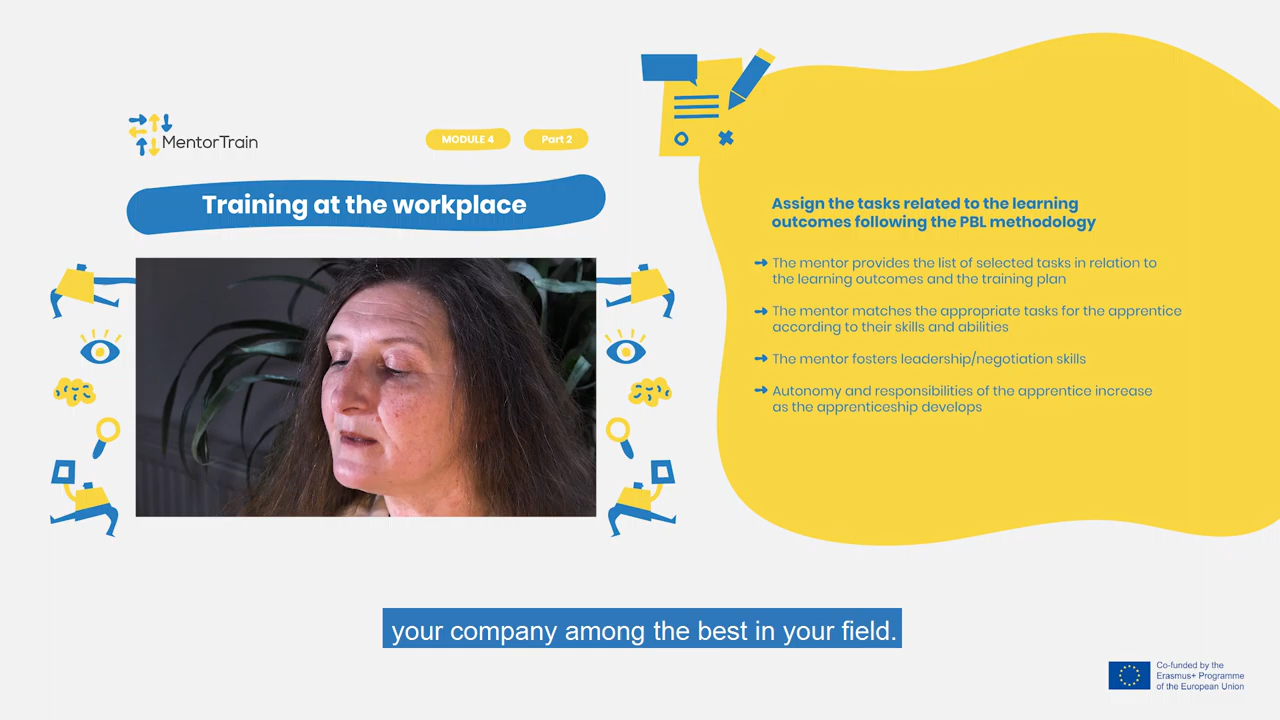 MentorTrain
MODULE 4
Part 2
Training at the workplace
Assign the tasks related to the learning
outcomes following the PBL methodology
The mentor provides the list of selected tasks in relation to
the learning outcomes and the training plan
The mentor matches the appropriate tasks for the apprentice
according to their skills and abilities
The mentor fosters leadership/negotiation skills
Autonomy and responsibilities of the apprentice increase
as the apprenticeship develops
your company among the best in your field.
Co-funded by the
Erasmus+ Programme
of the European Union